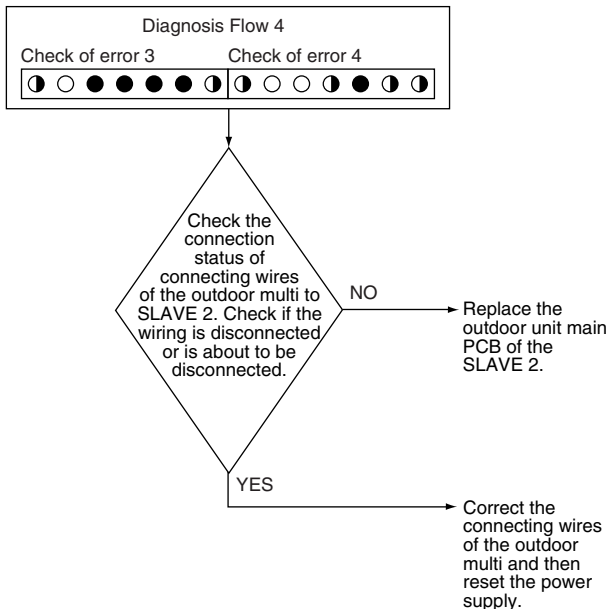 Diagnosis Flow 4
Check of error 3
Check of error 4
Check the
connection
status of
connecting wires
of the outdoor multi to
SLAVE 2. Check if the
wiring is disconnected
or is about to be
disconnected.
NO
Replace the
outdoor unit main
PCB of the
SLAVE 2.
YES
Correct the
connecting wires
of the outdoor
multi and then
reset the power
supply.